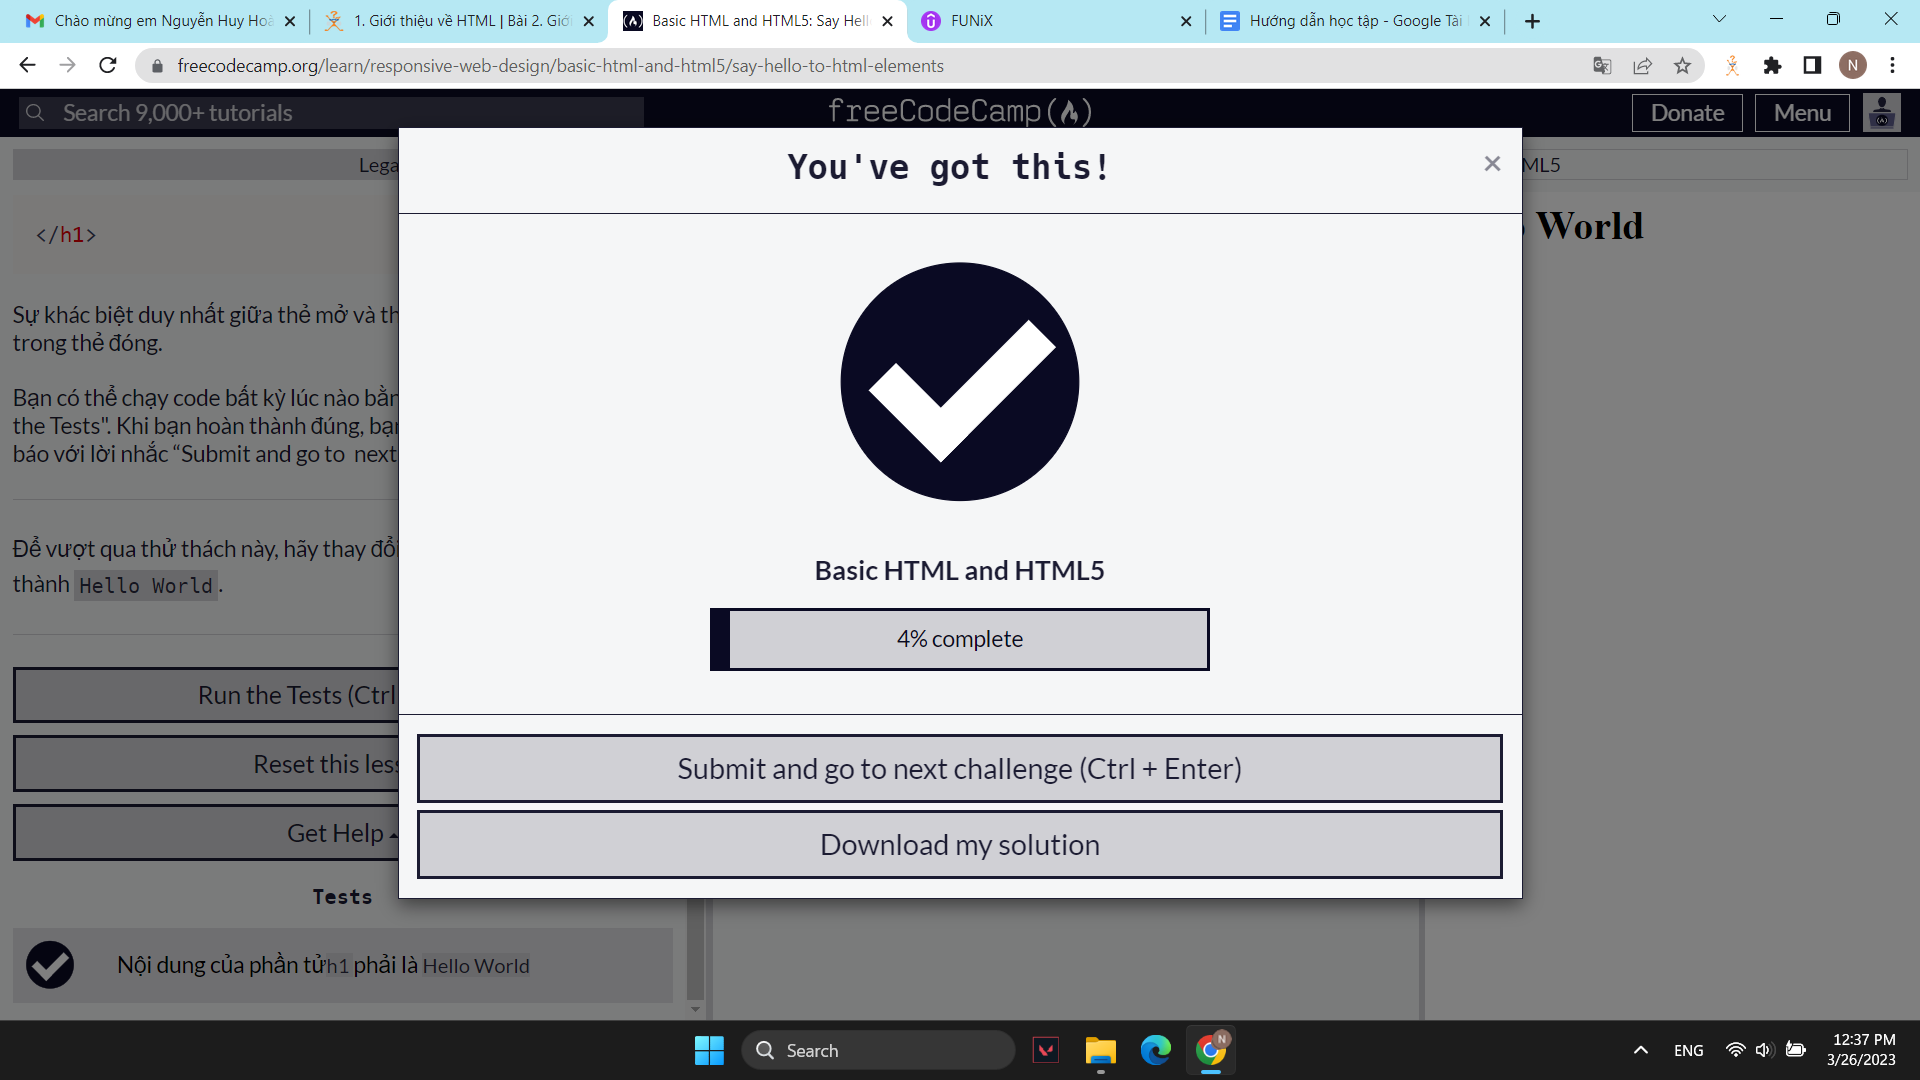 Chào mừng em Nguyễn Huy Hoà
1. Giới thiệu về HTML | Bài 2. Giớ
Basic HTML and HTML5: Say Hell
FUNiX
Hướng dẫn học tập - Google Tài
freecodecamp.org/learn/responsive-web-design/basic-html-and-html5/say-hello-to-html-elements
N
Search 9,000+ tutorials
freeCodeCamp(🔥)
Donate
Menu
Lega
You've got this!
×
ML5
</h1>
World
Sự khác biệt duy nhất giữa thẻ mở và th
trong thẻ đóng.
Bạn có thể chạy code bất kỳ lúc nào bằn
the Tests". Khi bạn hoàn thành đúng, bạn
báo với lời nhắc “Submit and go to next
Để vượt qua thử thách này, hãy thay đổi
thành Hello World.
Basic HTML and HTML5
4% complete
Run the Tests (Ctrl
Reset this less
Get Help
Submit and go to next challenge (Ctrl + Enter)
Download my solution
Tests
Nội dung của phần tử h1 phải là Hello World
Search
N
ENG
12:37 PM
3/26/2023